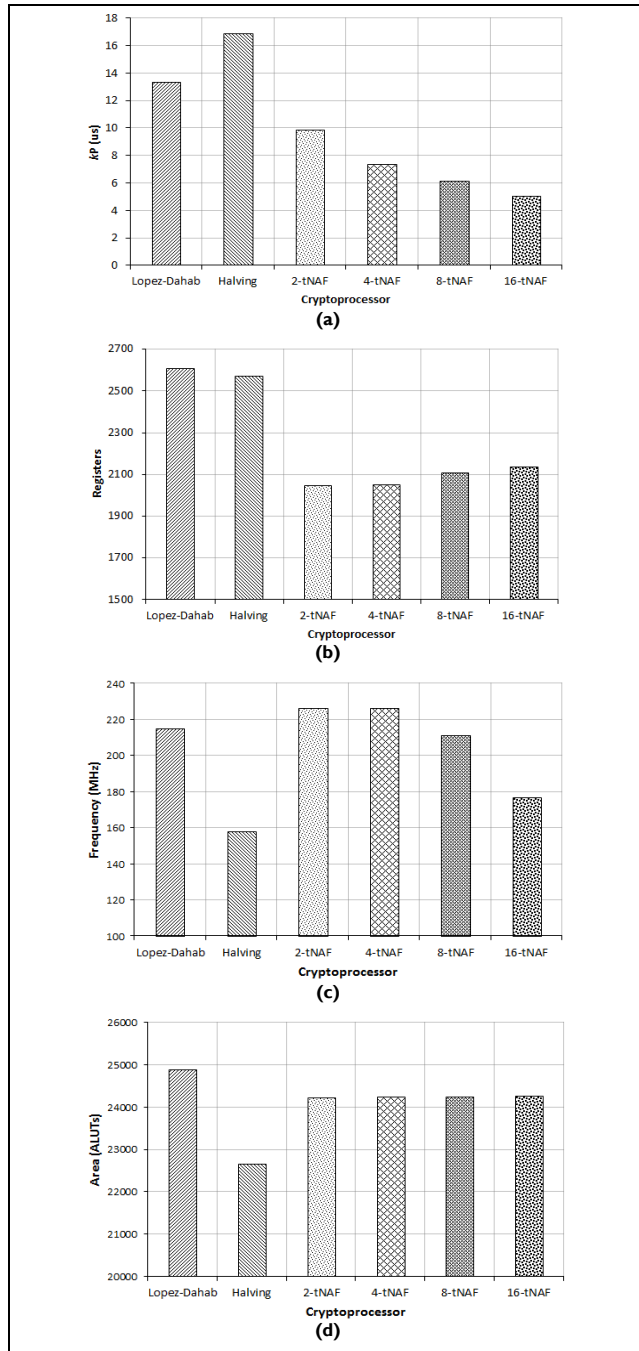 18
16
14
12
10
8
6
4
2
0
kP (us)
Lopez-Dahab Halving 2-tNAF 4-tNAF 8-tNAF 16-tNAF
Cryptoprocessor
(a)
2700
2500
2300
2100
1900
1700
1500
Registers
Lopez-Dahab Halving 2-tNAF 4-tNAF 8-tNAF 16-tNAF
Cryptoprocessor
(b)
240
220
200
180
160
140
120
100
Frequency (MHz)
Lopez-Dahab Halving 2-tNAF 4-tNAF 8-tNAF 16-tNAF
Cryptoprocessor
(c)
26000
25000
24000
23000
22000
21000
20000
Area (ALUTs)
Lopez-Dahab Halving 2-tNAF 4-tNAF 8-tNAF 16-tNAF
Cryptoprocessor
(d)